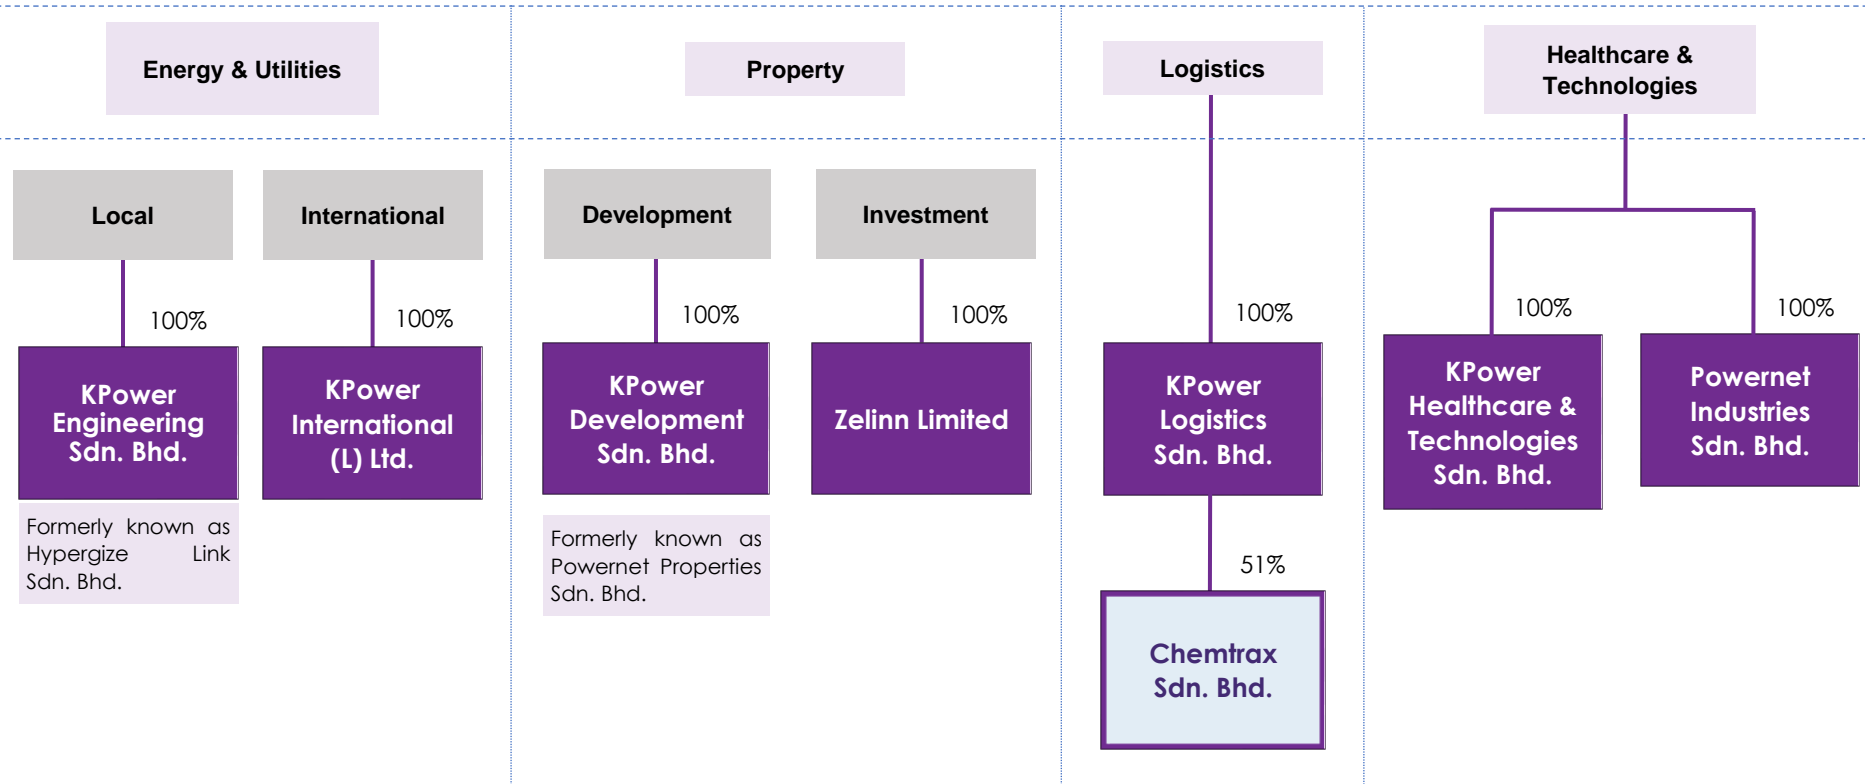 Energy & Utilities
Property
Logistics
Healthcare &
Technologies
Local
International
Development
Investment
100%
100%
100%
100%
100%
100%
100%
KPower
Engineering
Sdn. Bhd.
KPower
International
(L) Ltd.
KPower
Development
Sdn. Bhd.
Zelinn Limited
KPower
Logistics
Sdn. Bhd.
KPower
Healthcare &
Technologies
Sdn. Bhd.
Powernet
Industries
Sdn. Bhd.
Formerly known as
Hypergize Link
Sdn. Bhd.
Formerly known as
Powernet Properties
Sdn. Bhd.
51%
Chemtrax
Sdn. Bhd.